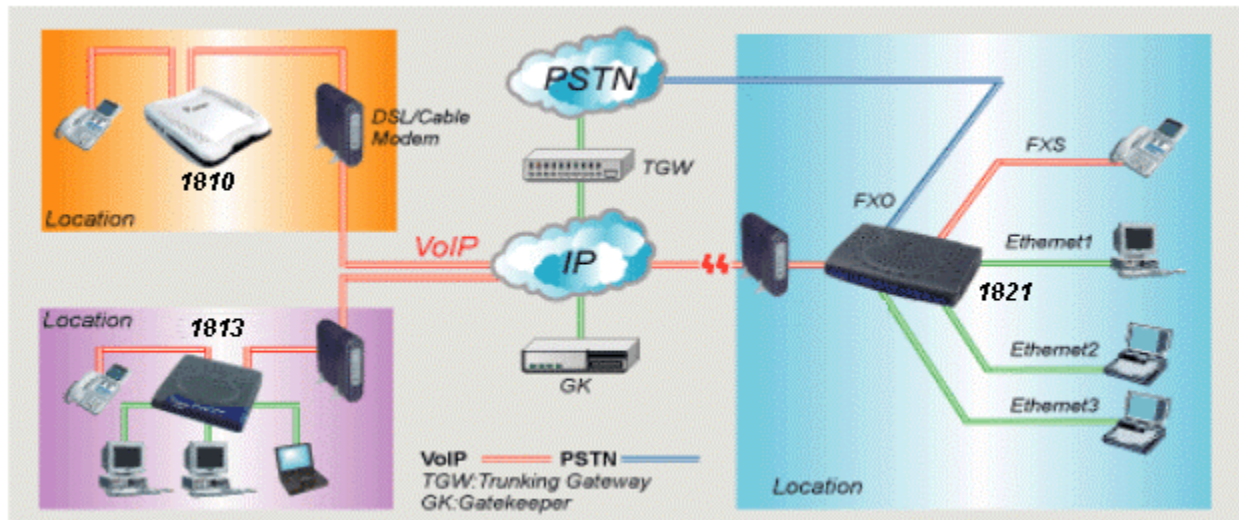 DSL/Cable
Modem
1810
Location
PSTN
TGW
VoIP
IP
GK
Location
1813
FXS
FXO
Ethernet1
1821
Ethernet2
Ethernet3
Location
VoIP PSTN
TGW:Trunking Gateway
GK:Gatekeeper